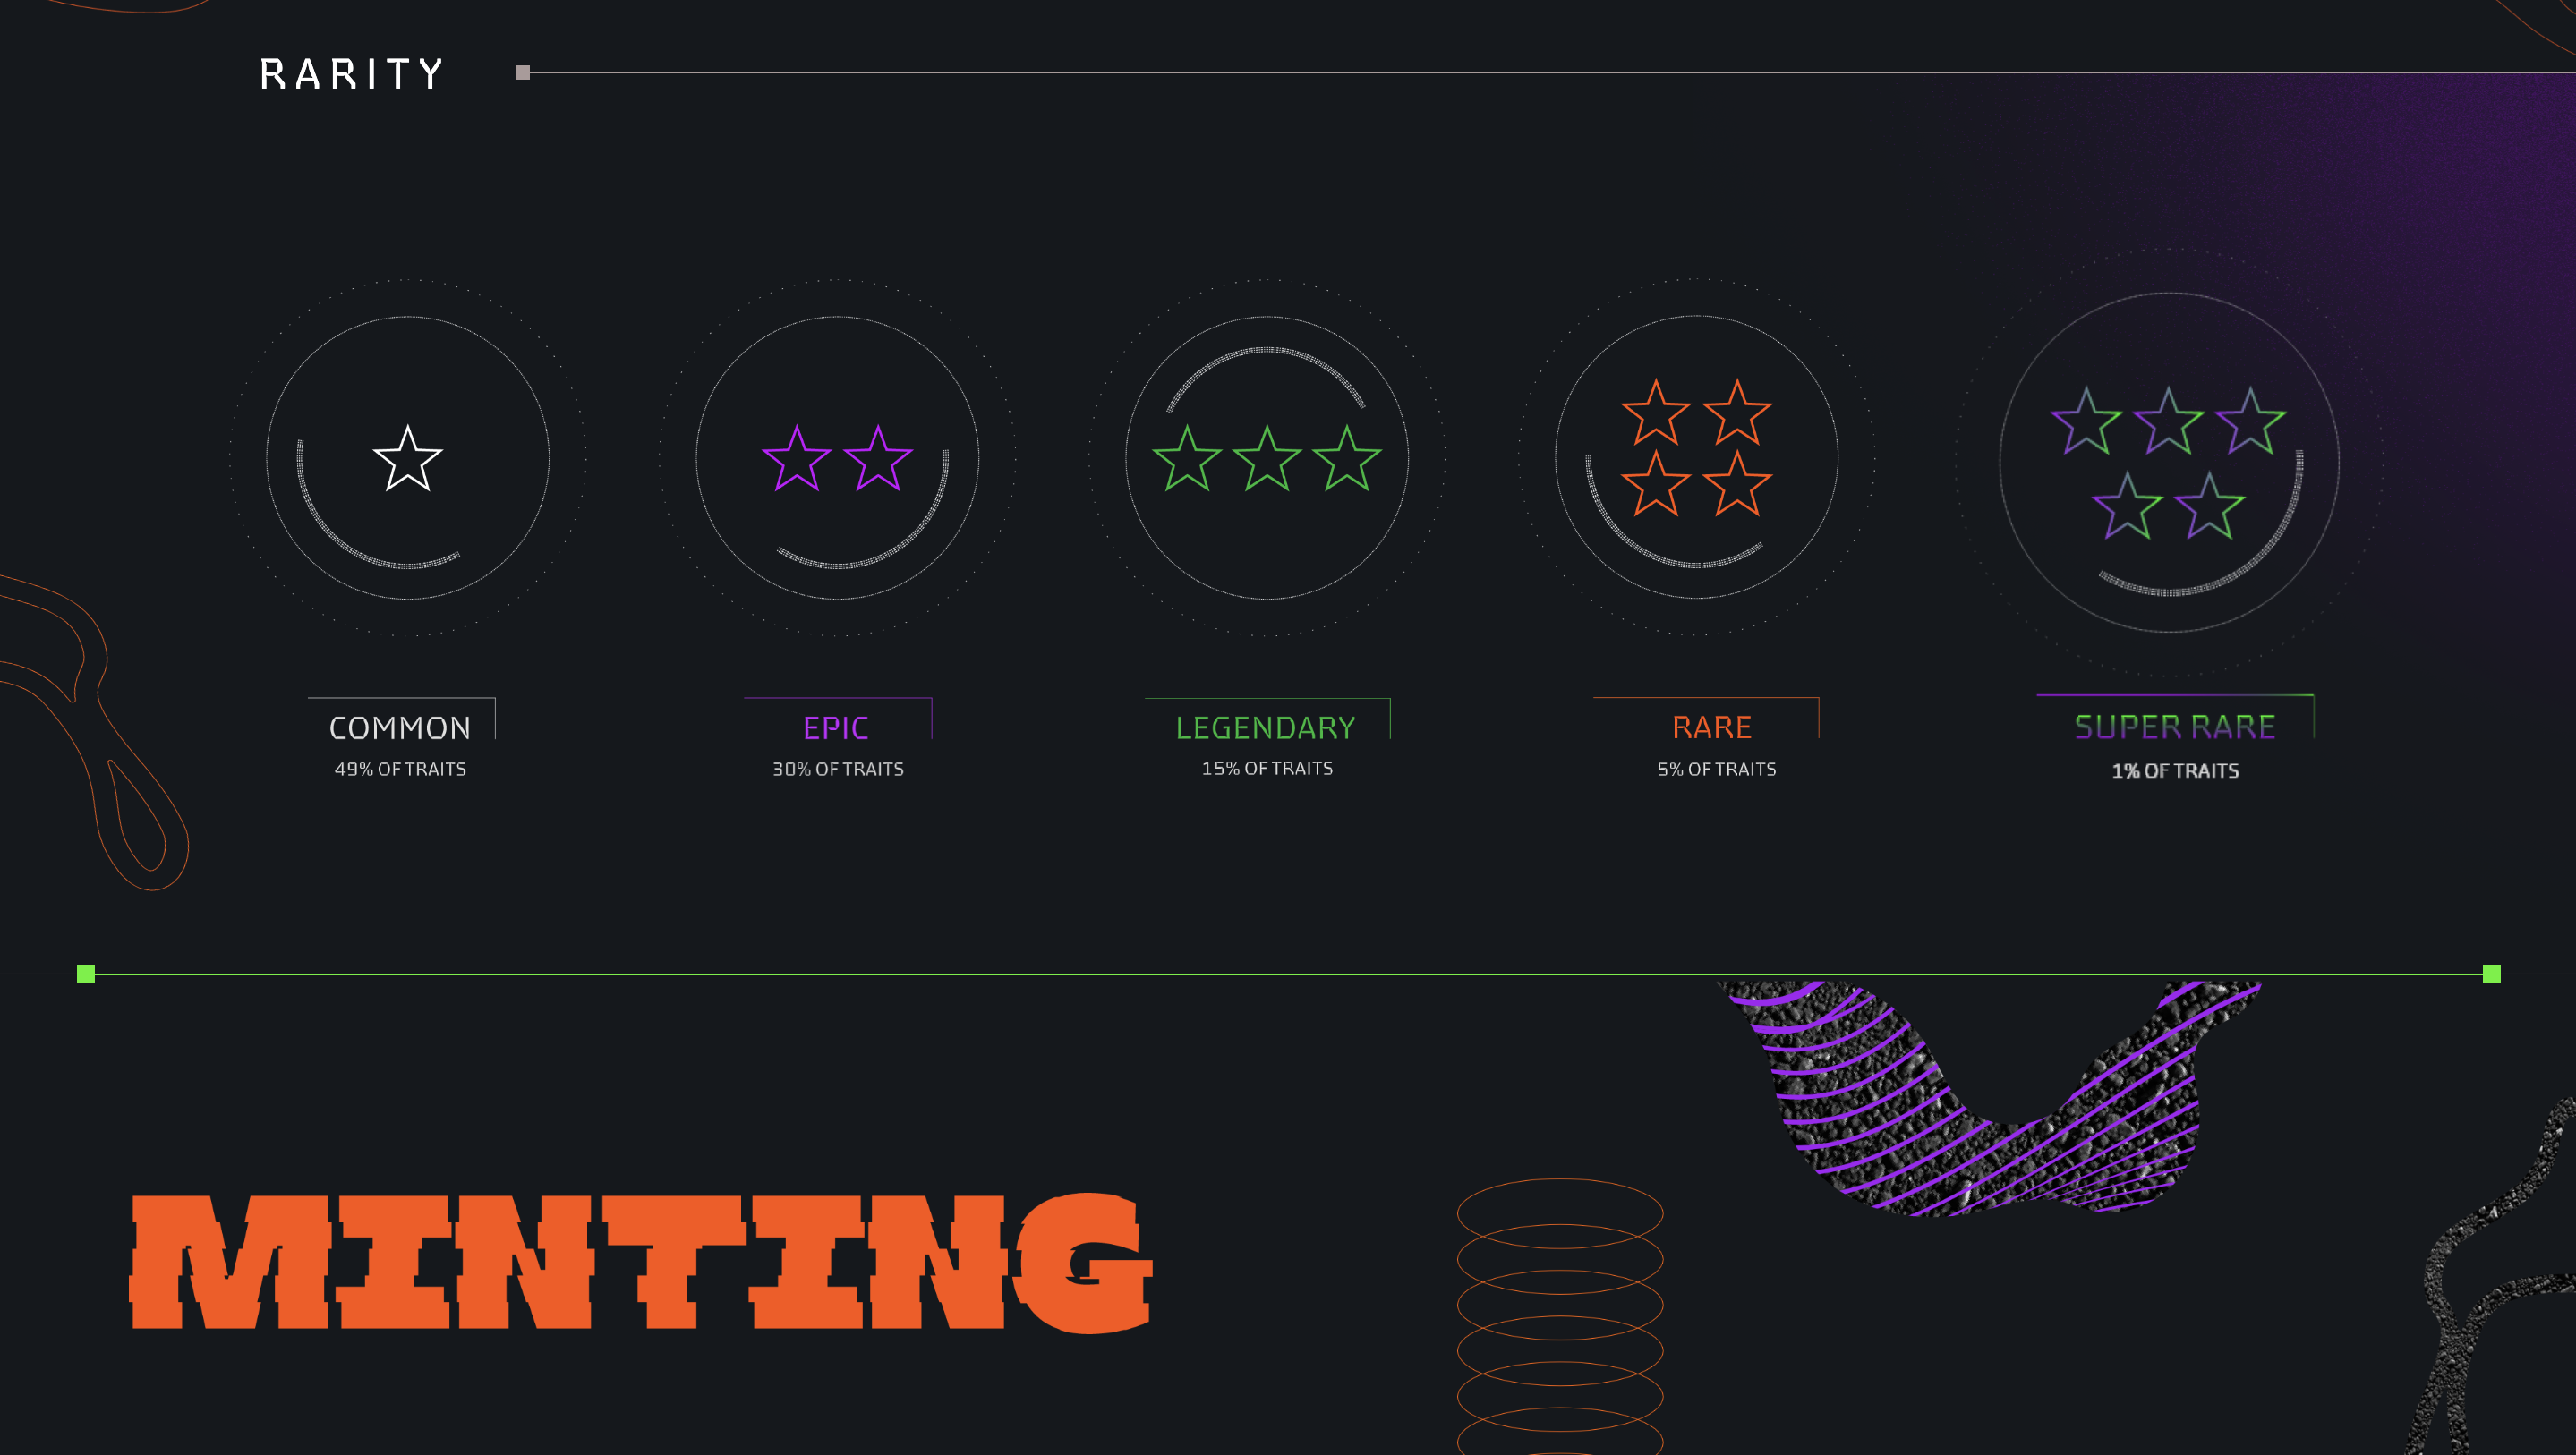 RARITY
COMMON
49% OF TRAITS
EPIC
30% OF TRAITS
LEGENDARY
15% OF TRAITS
RARE
5% OF TRAITS
SUPER RARE
1% OF TRAITS
MINTING